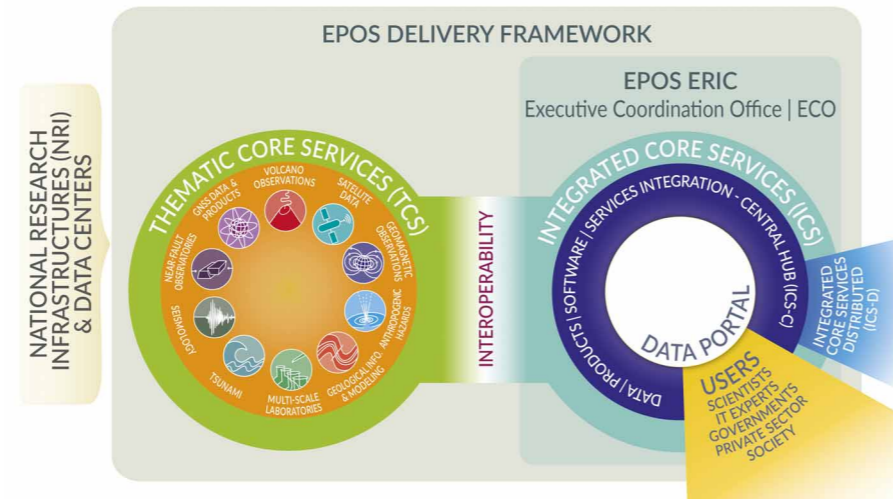 EPOS DELIVERY FRAMEWORK
NATIONAL RESEARCH
INFRASTRUCTURES (NRI)
& DATA CENTERS
THEMATIC CORE SERVICES (TCS)
VOLCANO
OBSERVATIONS
SATELLITE
DATA
GEOMAGNETIC
OBSERVATIONS
ANTHROPOGENIC
HAZARDS
GEOLOGICAL INFO.
& MODELING
MULTI-SCALE
LABORATORIES
TSUNAMI
SEISMOLOGY
NEAR-FAULT
OBSERVATORIES
GNSS DATA &
PRODUCTS
INTEROPERABILITY
EPOS ERIC
Executive Coordination Office | ECO
INTEGRATED CORE SERVICES (ICS)
DATA | PRODUCTS | SOFTWARE | SERVICES INTEGRATION - CENTRAL HUB (ICS-C)
DATA PORTAL
INTEGRATED
CORE SERVICES
DISTRIBUTED
(ICS-D)
USERS
SCIENTISTS
IT EXPERTS
GOVERNMENTS
PRIVATE SECTOR
SOCIETY